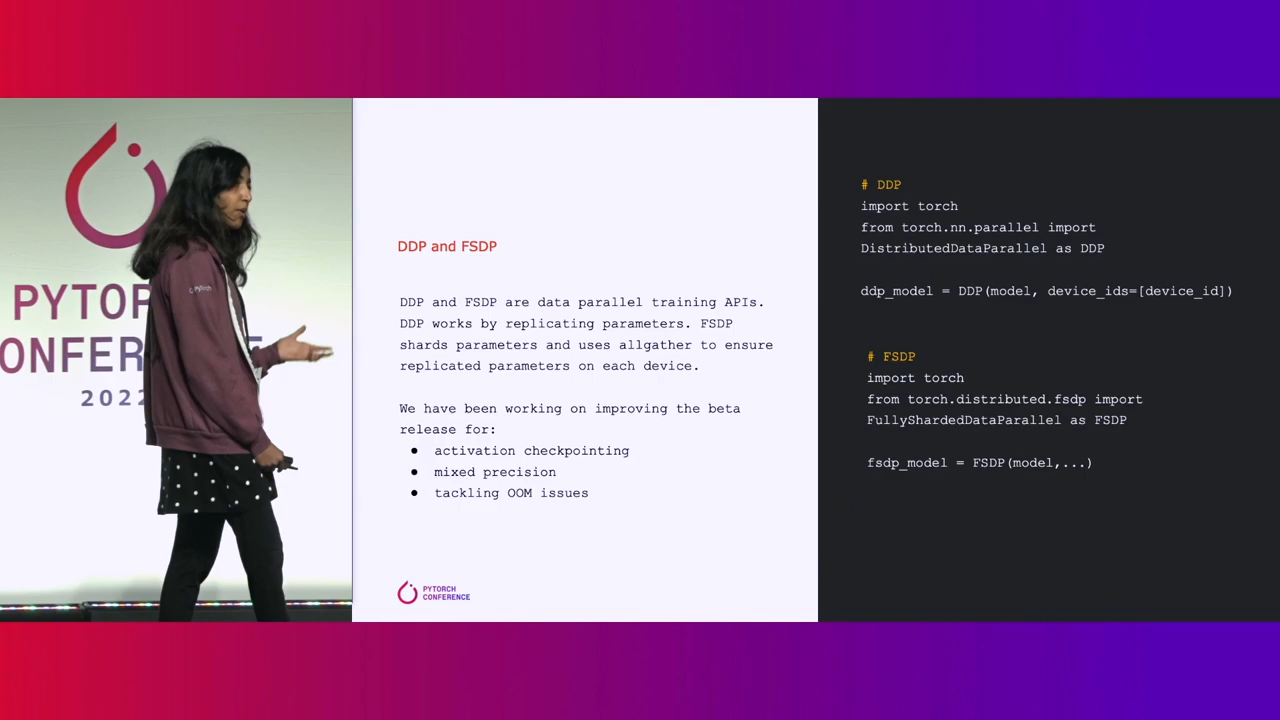 PYTOR
ONFERE
2022
PyTorch
DDP and FSDP
DDP and FSDP are data parallel training APIs.
DDP works by replicating parameters. FSDP
shards parameters and uses allgather to ensure
replicated parameters on each device.
We have been working on improving the beta
release for:
● activation checkpointing
● mixed precision
● tackling OOM issues
PYTORCH
CONFERENCE
# DDP
import torch
from torch.nn.parallel import
DistributedDataParallel as DDP
ddp_model = DDP(model, device_ids=[device_id])
# FSDP
import torch
from torch.distributed.fsdp import
FullyShardedDataParallel as FSDP
fsdp_model = FSDP(model,...)